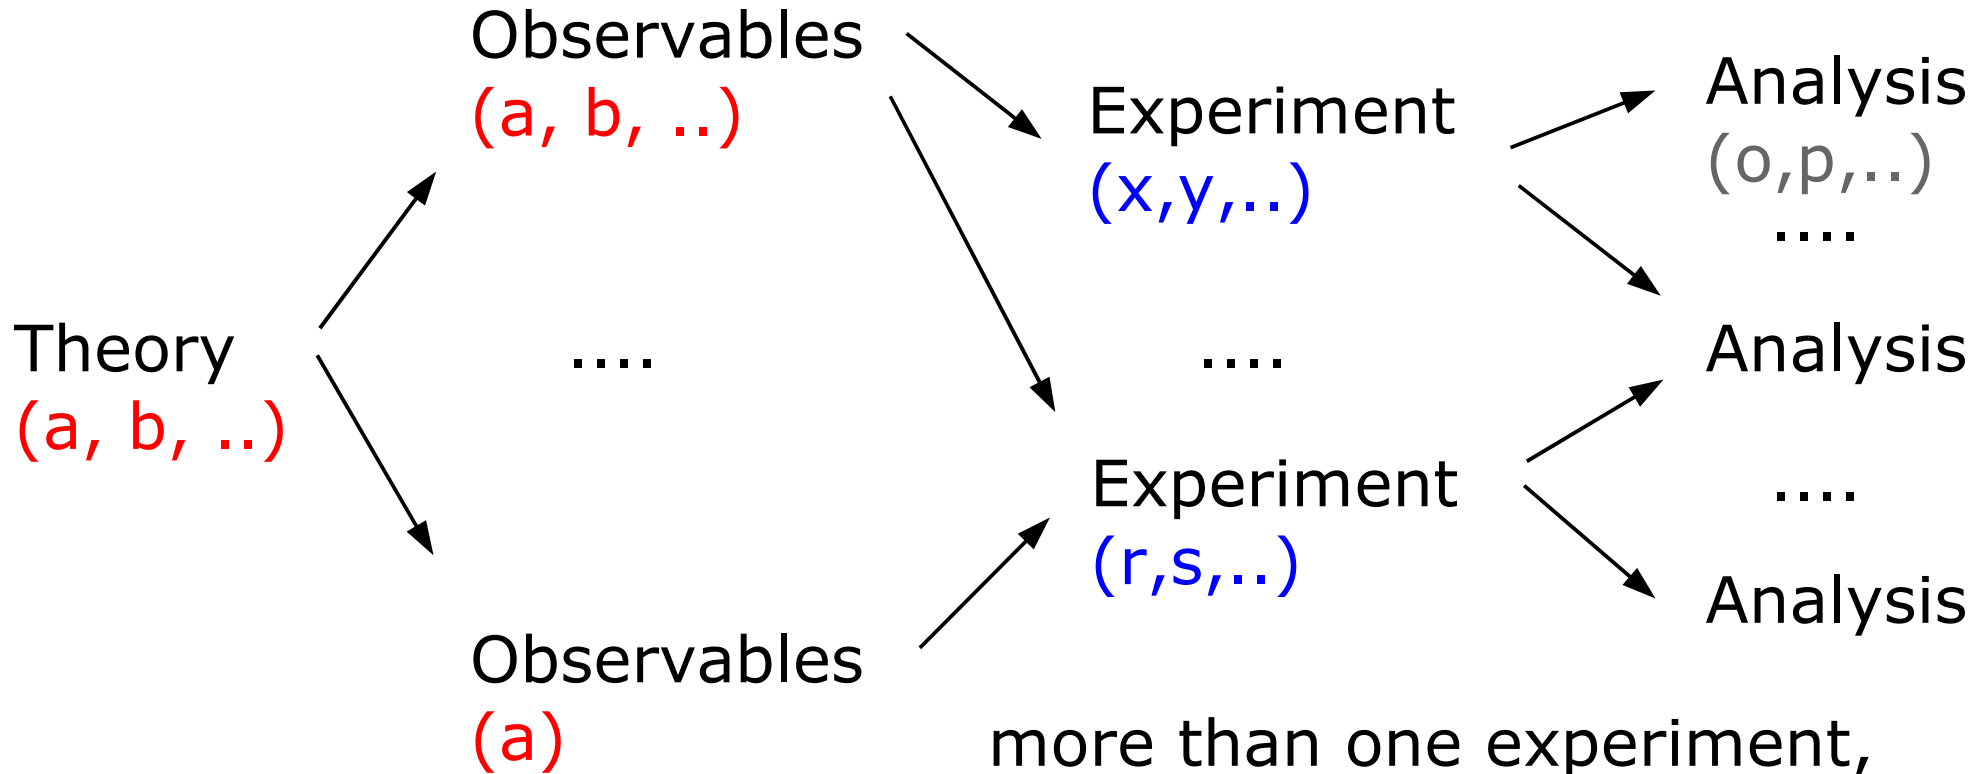 Observables
(a, b, ..)
Experiment
(x,y,..)
Analysis
(o,p,..)
....
Theory
(a, b, ..)
....
....
Analysis
Experiment
(r,s,..)
....
Analysis
Observables
(a)
more than one experiment,